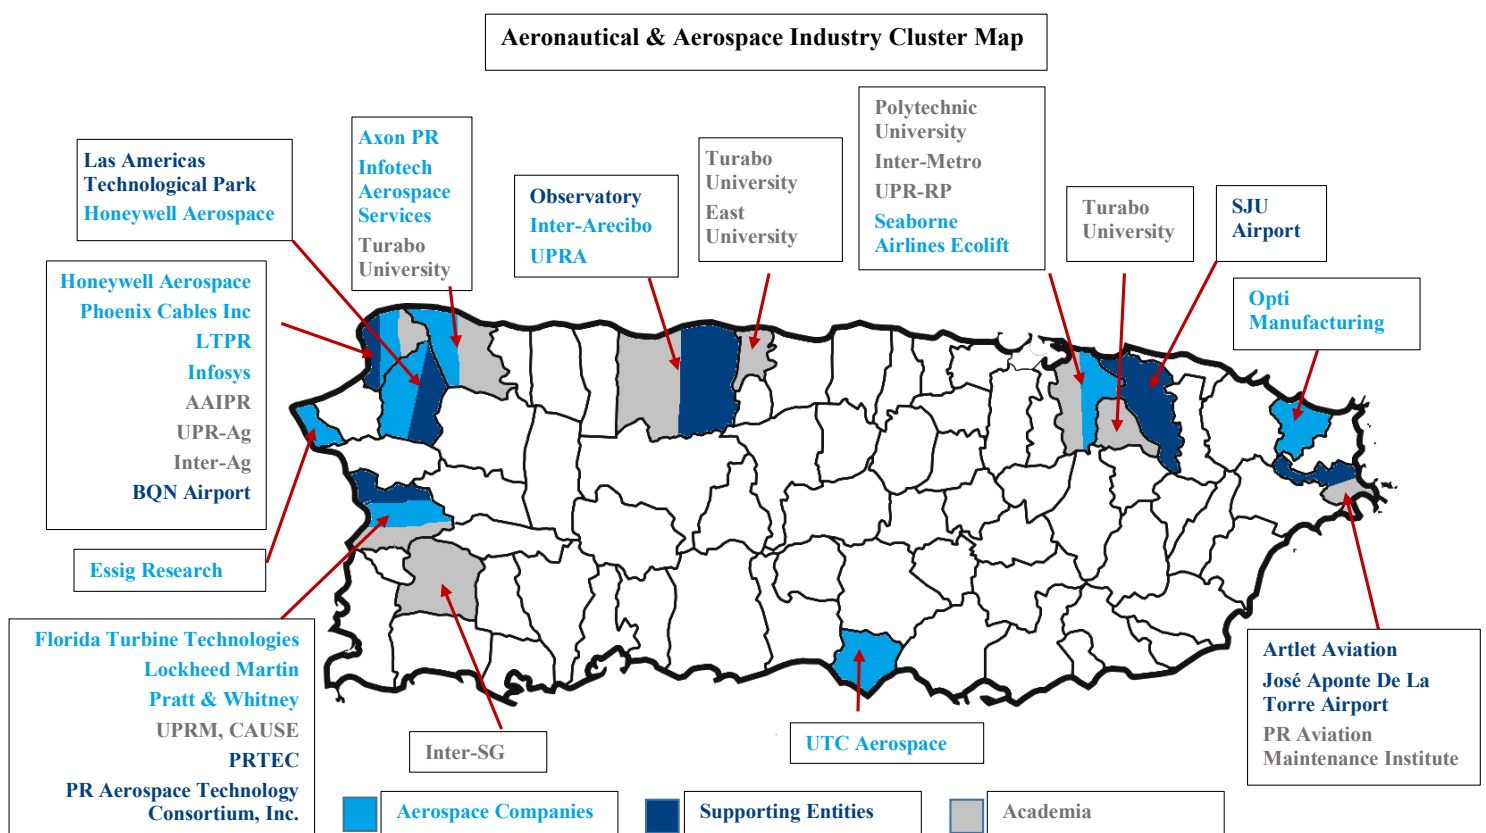 Aeronautical & Aerospace Industry Cluster Map
Las Americas
Technological Park
Honeywell Aerospace
Axon PR
Infotech
Aerospace
Services
Turabo
University
Observatory
Inter-Arecibo
UPRA
Turabo
University
East
University
Polytechnic
University
Inter-Metro
UPR-RP
Seaborne
Airlines Ecolift
Turabo
University
SJU
Airport
Opti
Manufacturing
Honeywell Aerospace
Phoenix Cables Inc
LTPR
Infosys
AAIPR
UPR-Ag
Inter-Ag
BQN Airport
Essig Research
Florida Turbine Technologies
Lockheed Martin
Pratt & Whitney
UPRM, CAUSE
PRTEC
PR Aerospace Technology
Consortium, Inc.
Inter-SG
UTC Aerospace
Artlet Aviation
José Aponte De La
Torre Airport
PR Aviation
Maintenance Institute
Aerospace Companies
Supporting Entities
Academia